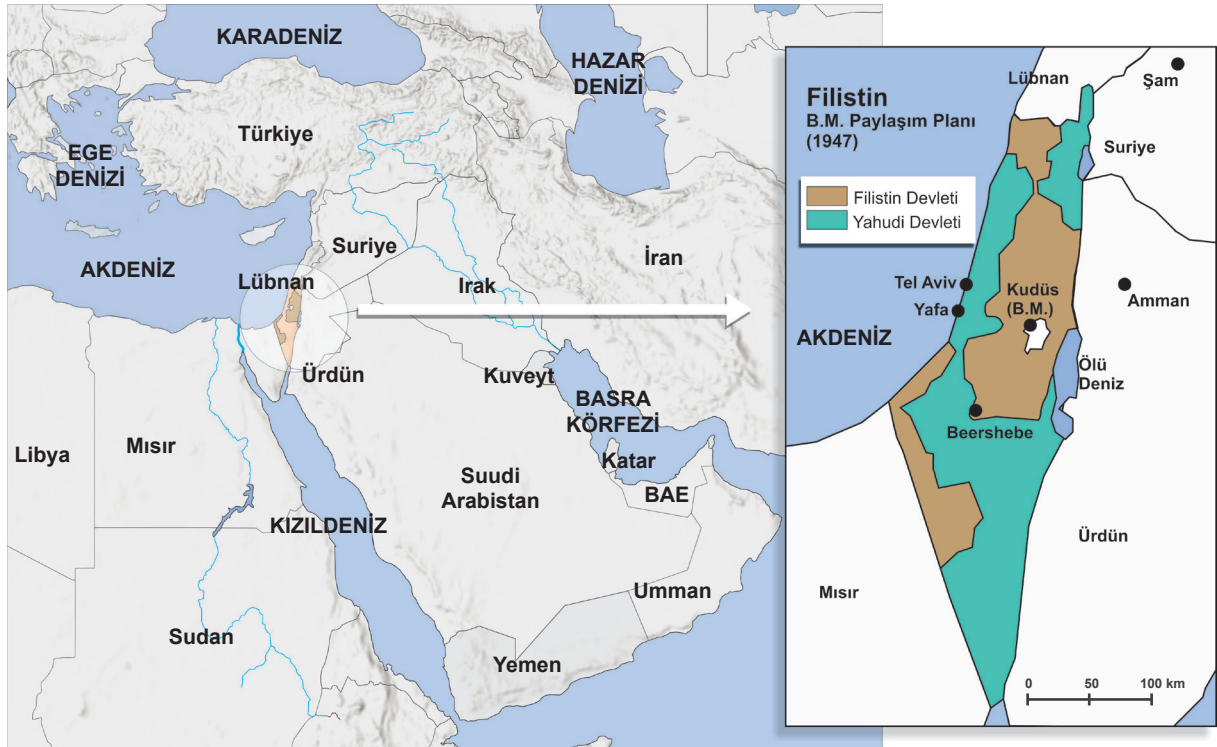 KARADENİZ
HAZAR
DENİZİ
Türkiye
EGE
DENİZİ
Suriye
İran
AKDENİZ
Lübnan
Irak
Ürdün
Kuveyt
BASRA
KÖRFEZİ
Libya
Mısır
Katar
Suudi
Arabistan
BAE
KIZILDENİZ
Umman
Sudan
Yemen
Lübnan
Şam
Filistin
B.M. Paylaşım Planı
(1947)
Suriye
Filistin Devleti
Yahudi Devleti
Tel Aviv
Kudüs
(B.M.)
Yafa
Amman
AKDENİZ
Ölü
Deniz
Beershebe
Ürdün
Mısır
0 50 100 km